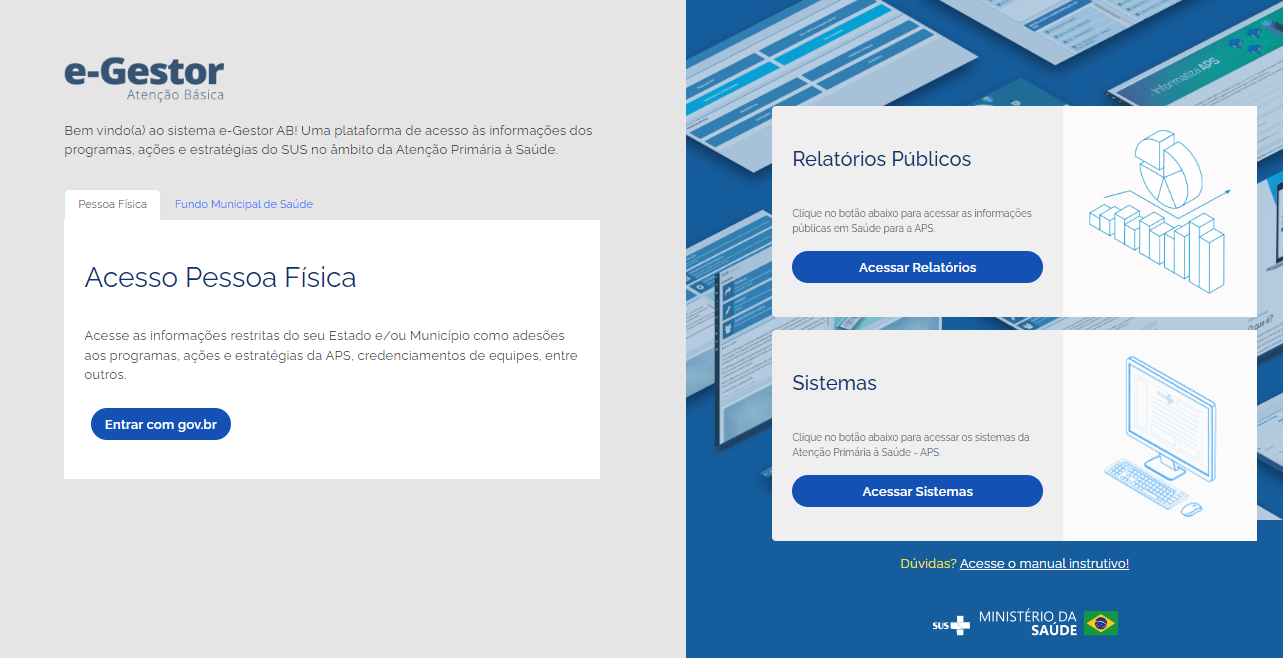 e-Gestor
Atenção Básica
Bem vindo(a) ao sistema e-Gestor AB! Uma plataforma de acesso às informações dos
programas, ações e estratégias do SUS no âmbito da Atenção Primária à Saúde.
Pessoa Física
Fundo Municipal de Saúde
Acesso Pessoa Física
Acesse as informações restritas do seu Estado e/ou Município como adesões
aos programas, ações e estratégias da APS, credenciamentos de equipes, entre
outros.
Entrar com gov.br
Informatiza APS
Relatórios Públicos
Clique no botão abaixo para acessar as informações
públicas em Saúde para a APS.
Acessar Relatórios
O que é?
Sistemas
Clique no botão abaixo para acessar os sistemas da
Atenção Primária à Saúde - APS.
Acessar Sistemas
Dúvidas? Acesse o manual instrutivo!
SUS
MINISTÉRIO DA
SAÚDE